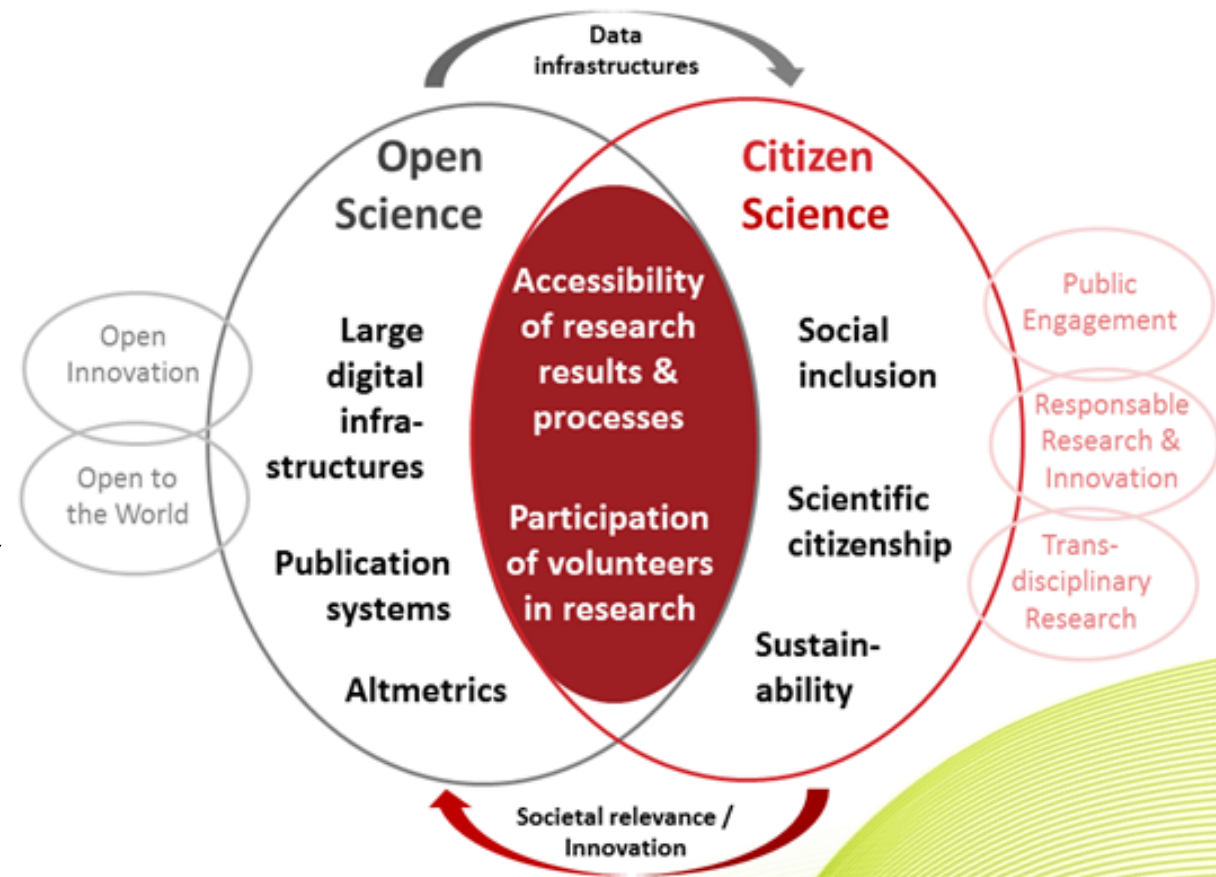 Data
infrastructures
Open
Science
Citizen
Science
Accessibility
of research
results &
processes
Participation
of volunteers
in research
Large
digital
infra-
structures
Publication
systems
Altmetrics
Social
inclusion
Scientific
citizenship
Sustain-
ability
Open
Innovation
Open to
the World
Public
Engagement
Responsable
Research &
Innovation
Trans-
disciplinary
Research
Societal relevance /
Innovation